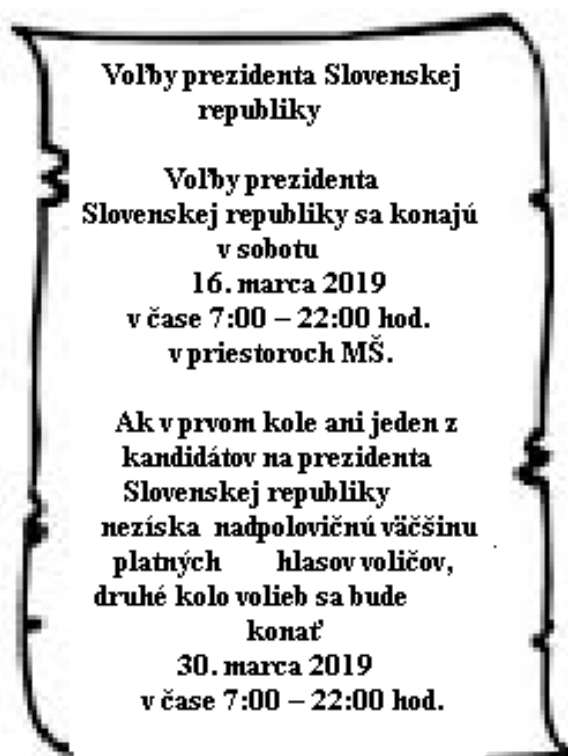 Voľby prezidenta Slovenskej
republiky
Voľby prezidenta
Slovenskej republiky sa konajú
v sobotu
16. marca 2019
v čase 7:00 – 22:00 hod.
v priestoroch MŠ.
Ak v prvom kole ani jeden z
kandidátov na prezidenta
Slovenskej republiky
nezíska nadpolovičnú väčšinu
platných hlasov voličov,
druhé kolo volieb sa bude
konať
30. marca 2019
v čase 7:00 – 22:00 hod.